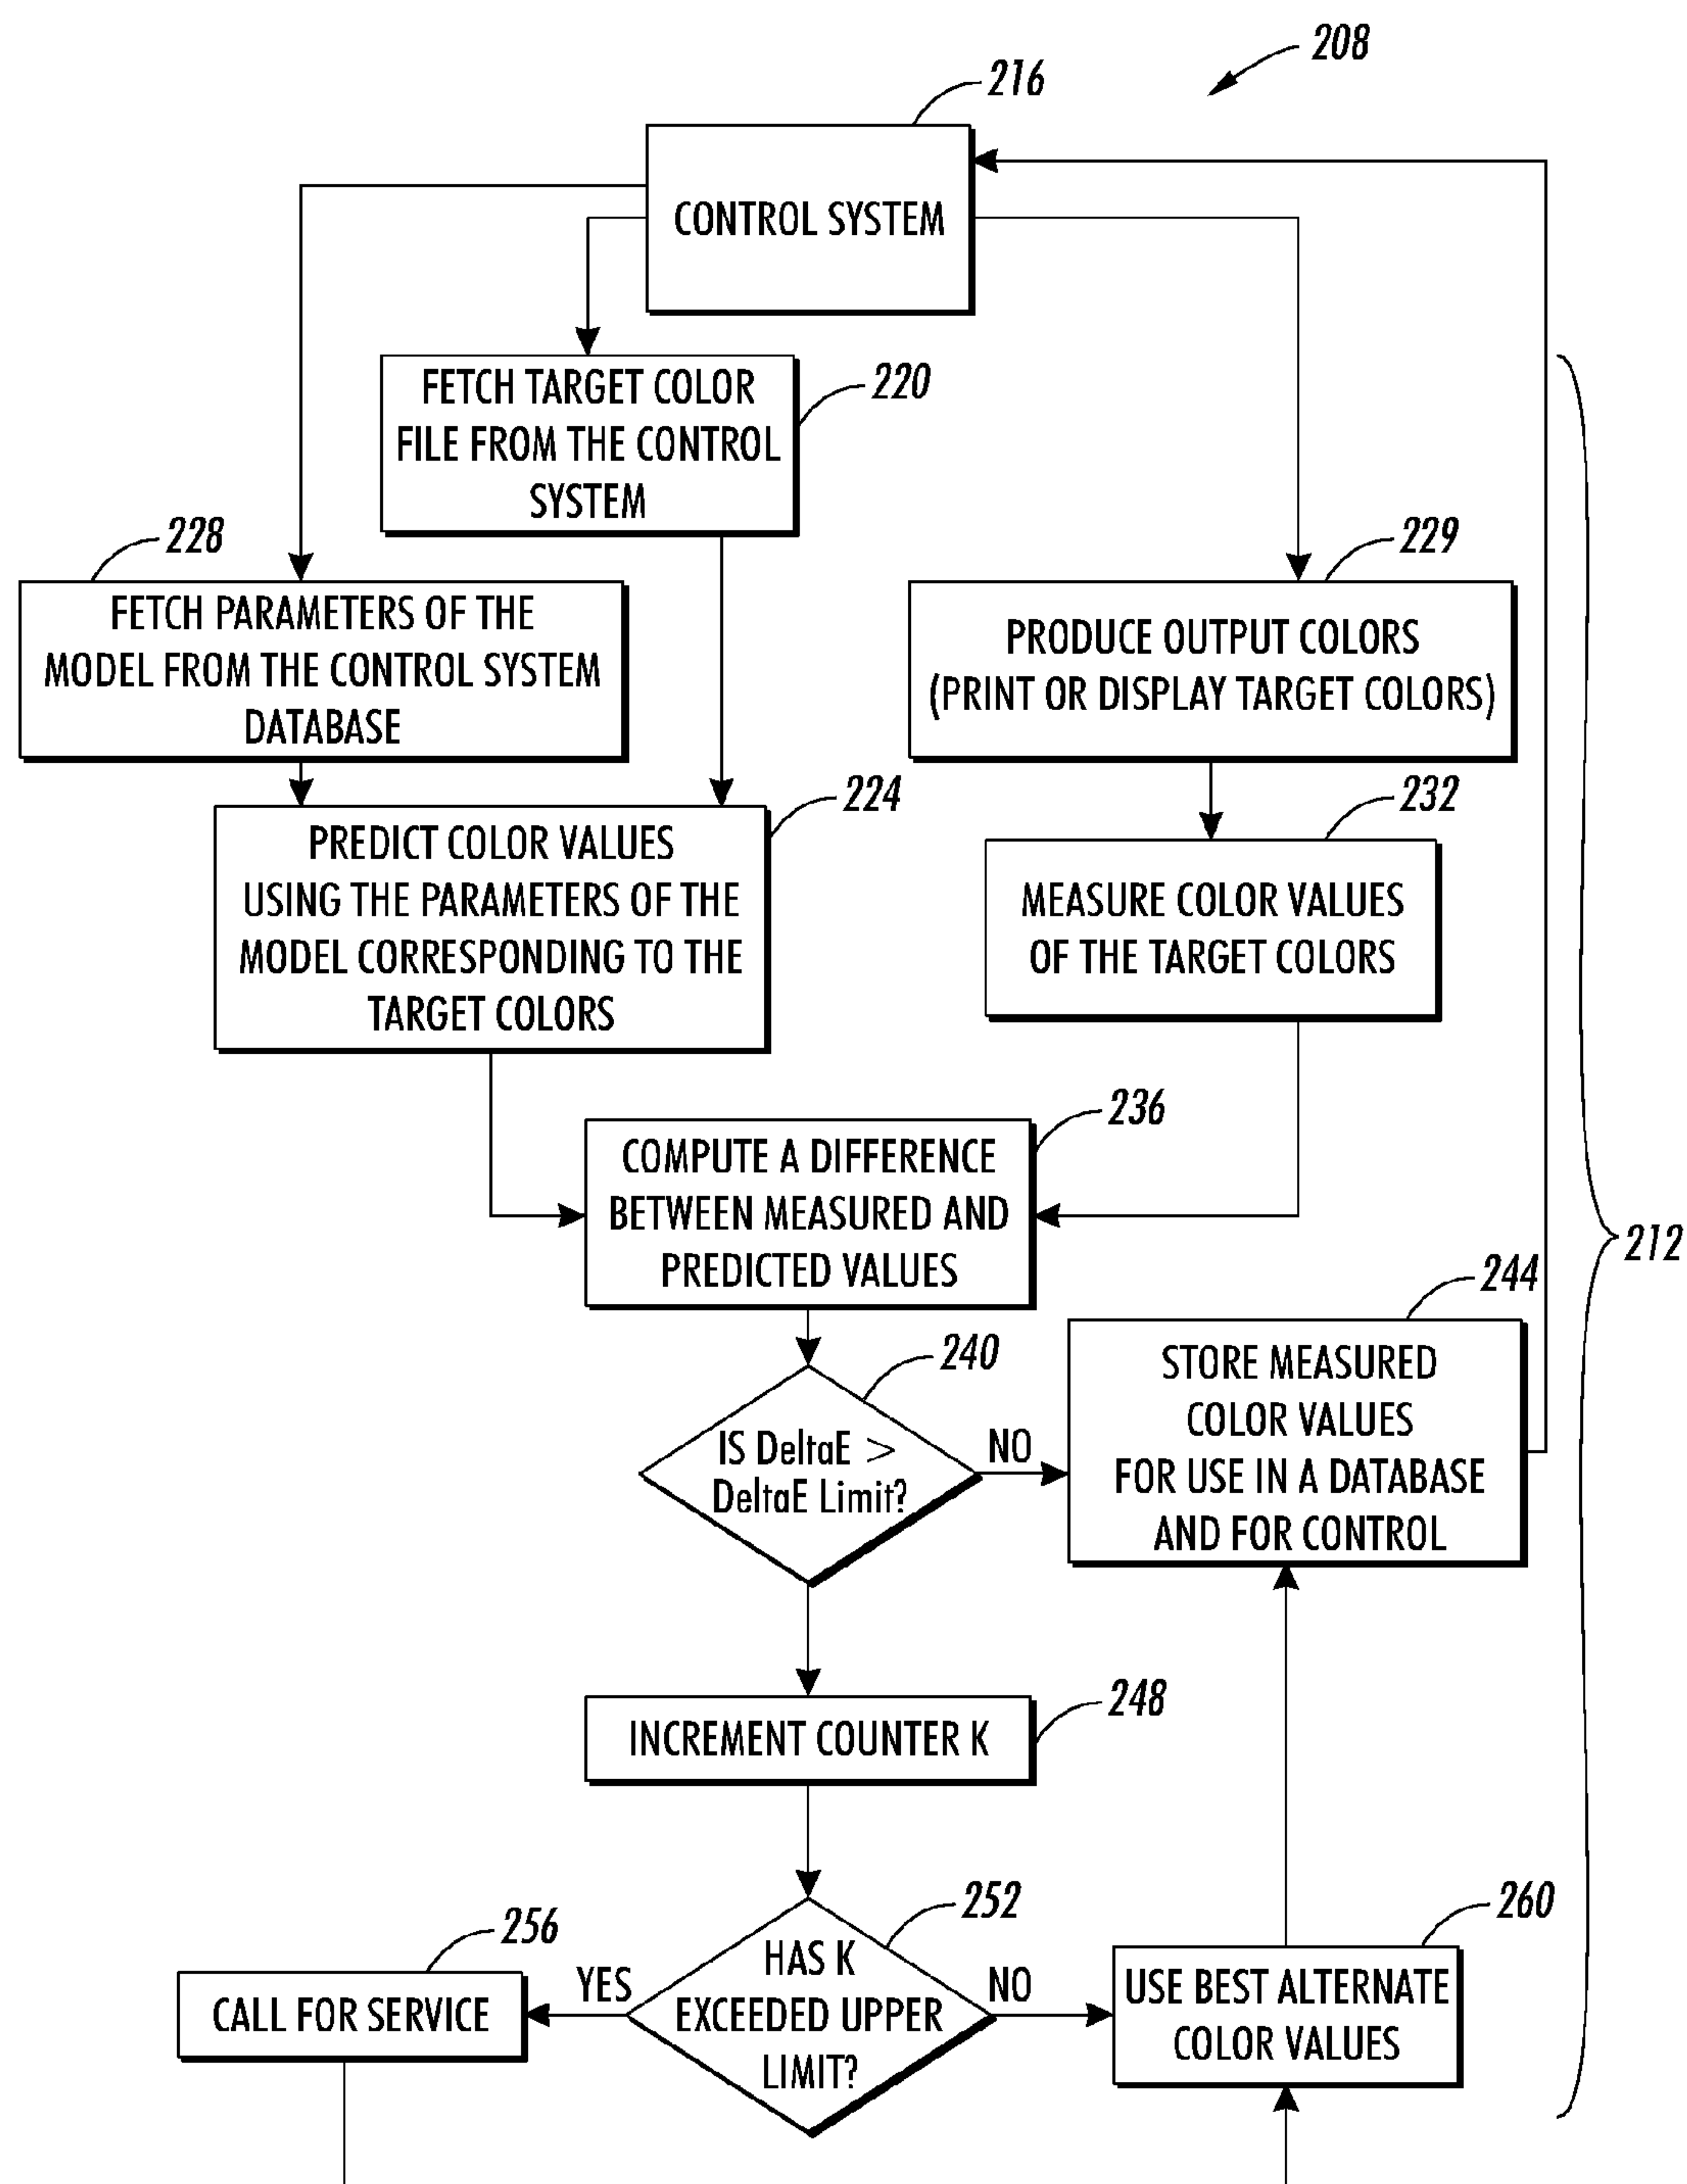 208
216
CONTROL SYSTEM
FETCH TARGET COLOR
FILE FROM THE CONTROL
SYSTEM
220
228
FETCH PARAMETERS OF THE
MODEL FROM THE CONTROL SYSTEM
DATABASE
229
PRODUCE OUTPUT COLORS
(PRINT OR DISPLAY TARGET COLORS)
224
PREDICT COLOR VALUES
USING THE PARAMETERS OF THE
MODEL CORRESPONDING TO THE
TARGET COLORS
232
MEASURE COLOR VALUES
OF THE TARGET COLORS
236
COMPUTE A DIFFERENCE
BETWEEN MEASURED AND
PREDICTED VALUES
212
240
IS DeltaE >
DeltaE Limit?
NO
244
STORE MEASURED
COLOR VALUES
FOR USE IN A DATABASE
AND FOR CONTROL
248
INCREMENT COUNTER K
252
HAS K
EXCEEDED UPPER
LIMIT?
YES
NO
256
CALL FOR SERVICE
260
USE BEST ALTERNATE
COLOR VALUES